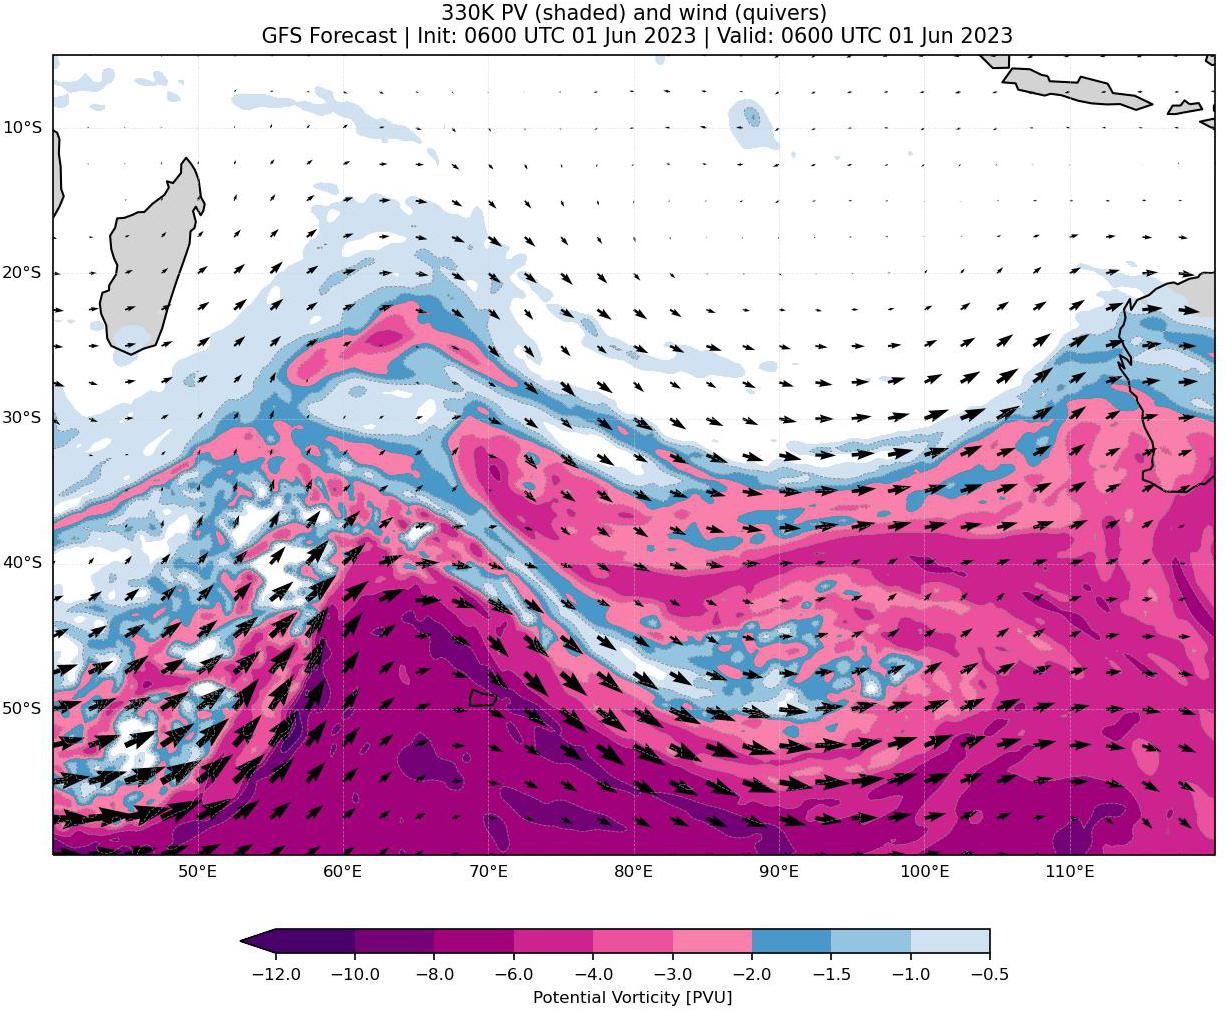 330K PV (shaded) and wind (quivers)
GFS Forecast | Init: 0600 UTC 01 Jun 2023 | Valid: 0600 UTC 01 Jun 2023
10°S
20°S
30°S
40°S
50°S
50°E 60°E 70°E 80°E 90°E 100°E 110°E
−12.0 −10.0 −8.0 −6.0 −4.0 −3.0 −2.0 −1.5 −1.0 −0.5
Potential Vorticity [PVU]